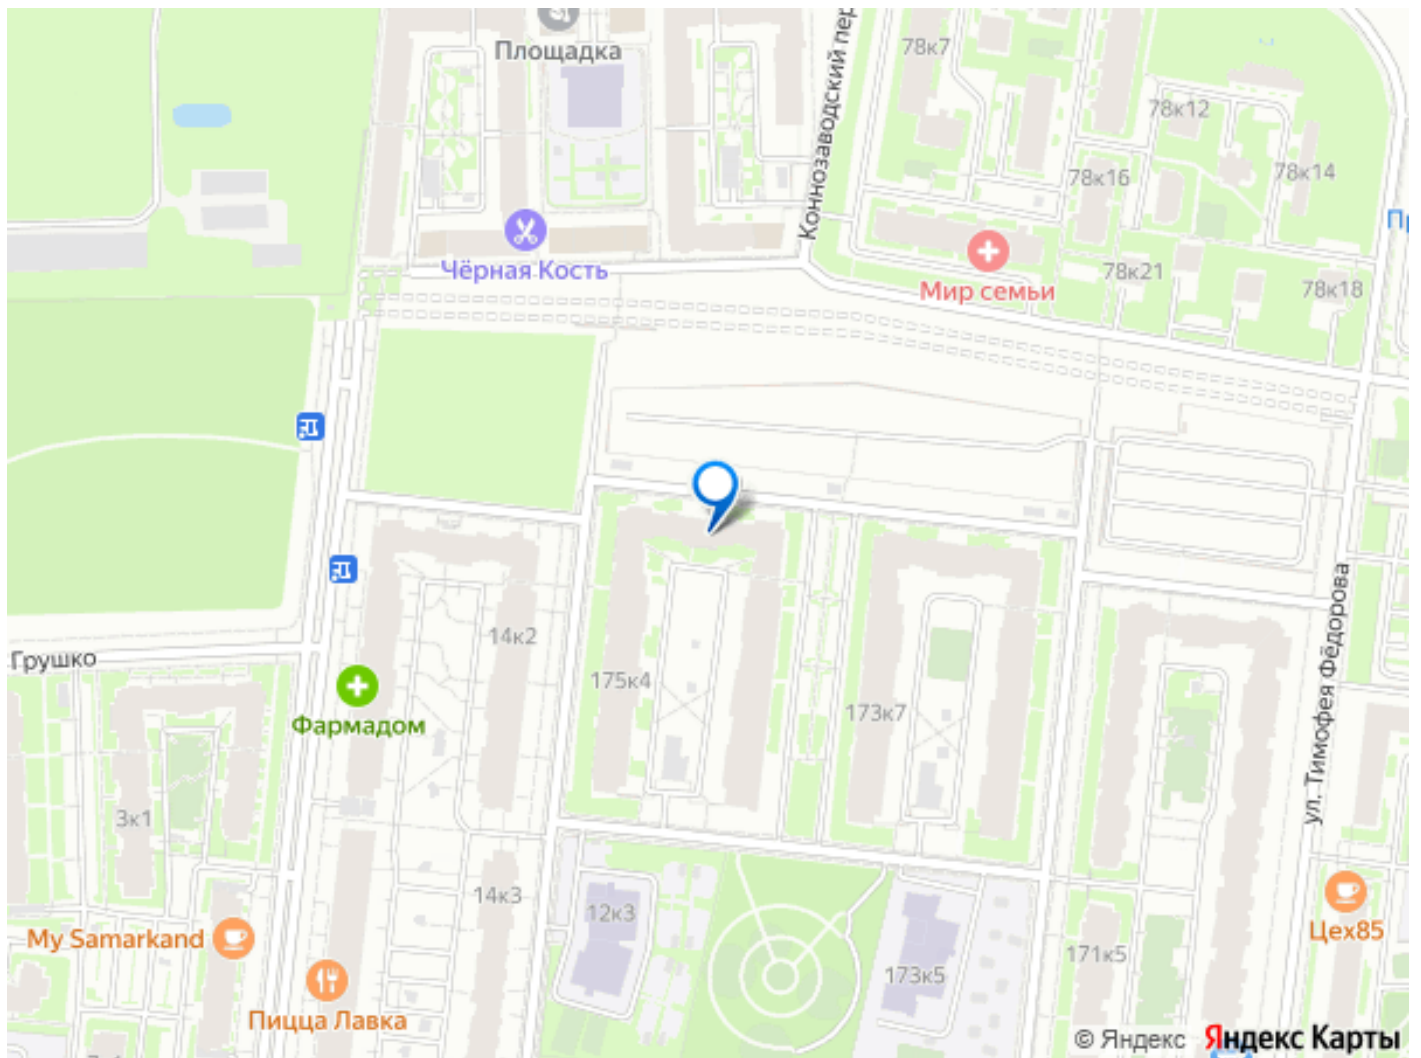 Площадка
78к7
Коннозаводский пер
78к12
78к16
78к14
Пр
Чёрная Кость
Мир семьи
78к21
78к18
Грушко
14к2
Фармадом
175к4
173к7
ул. Тимофея Фёдорова
3к1
14к3
12к3
My Samarkand
Цех85
171к5
173к5
Пицца Лавка
© Яндекс Яндекс Карты